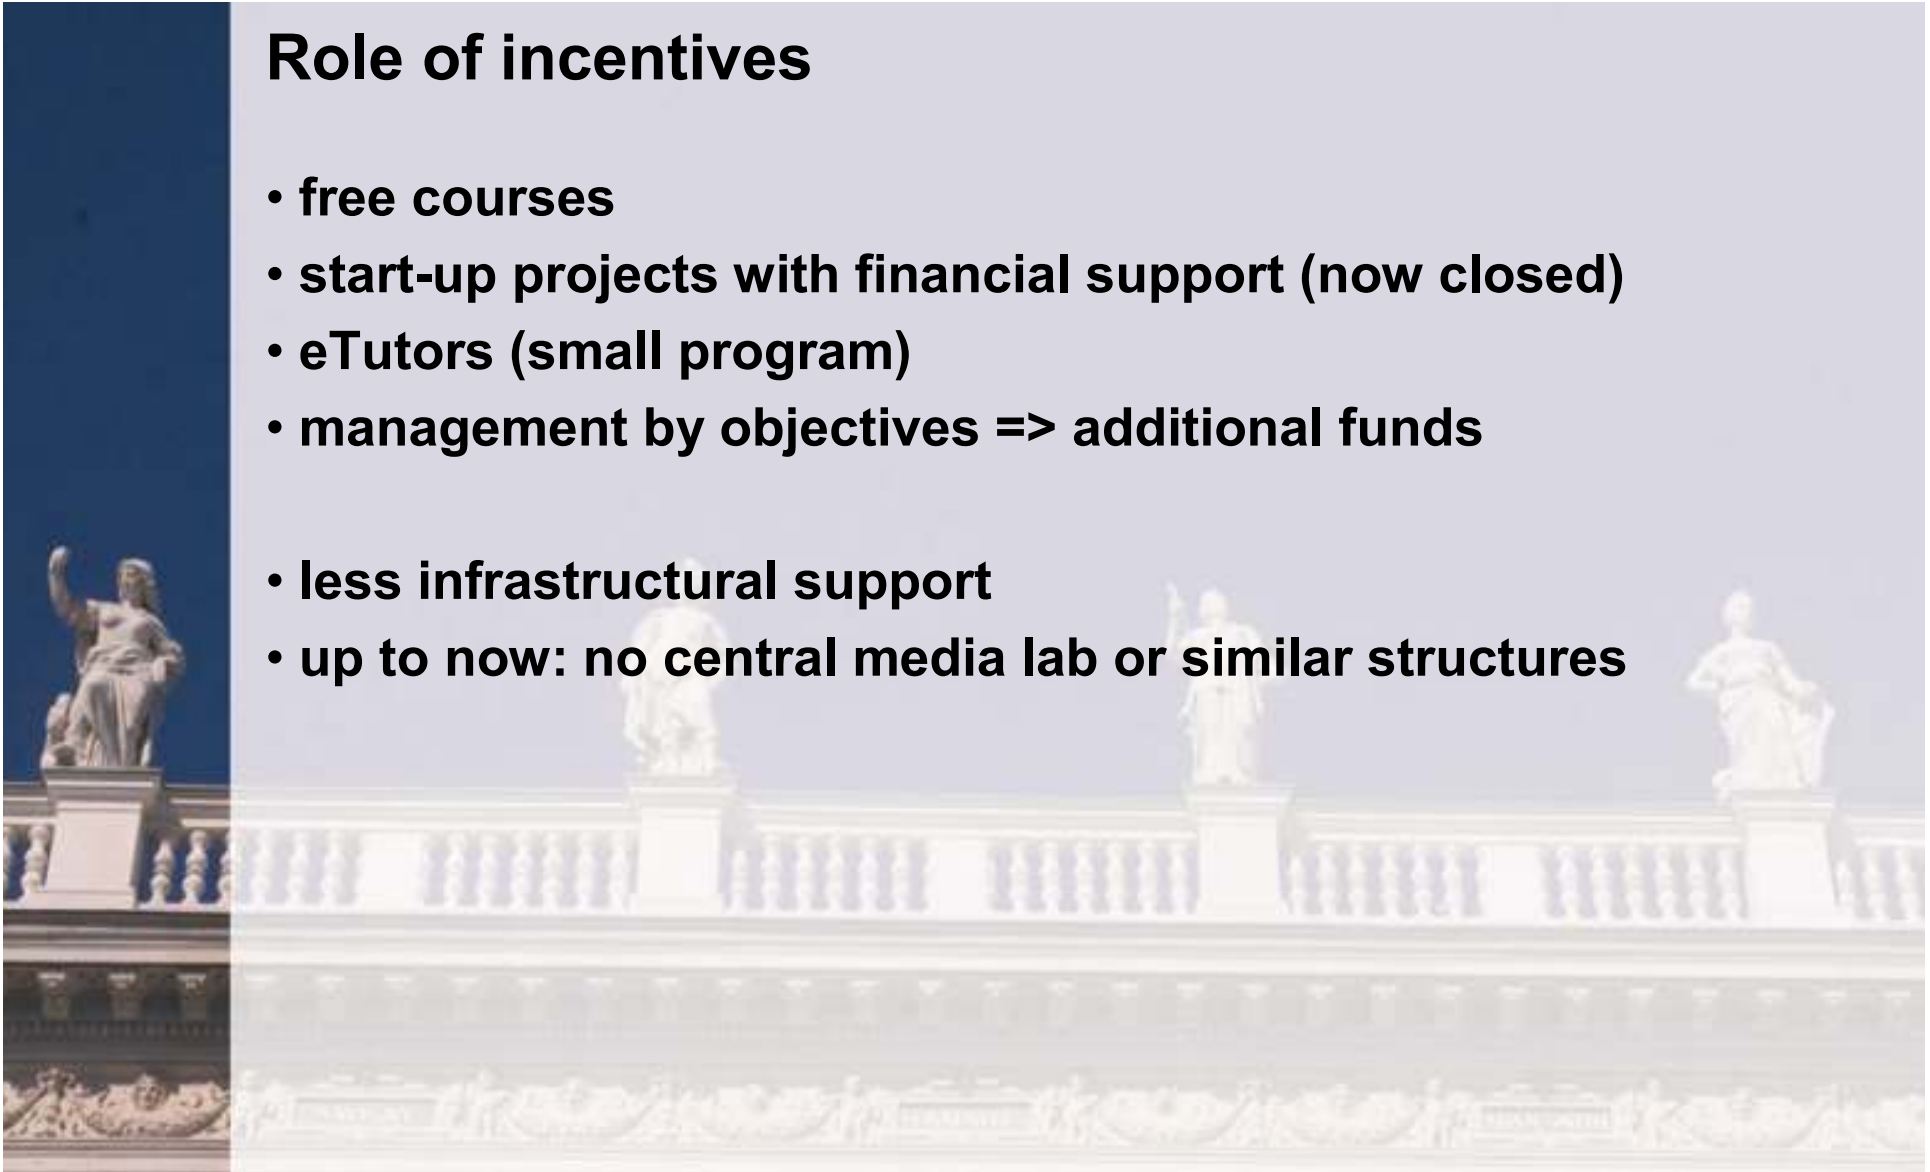 Role of incentives
• free courses
• start-up projects with financial support (now closed)
• eTutors (small program)
• management by objectives => additional funds
• less infrastructural support
• up to now: no central media lab or similar structures